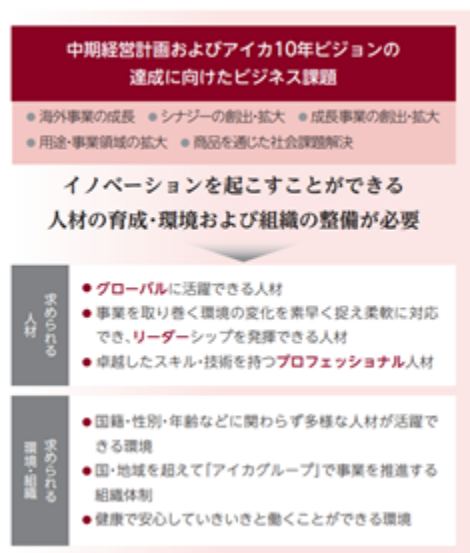 中期経営計画およびアイカ10年ビジョンの
達成に向けたビジネス課題
●海外事業の成長 ●シナジーの創出・拡大 ●成長事業の創出・拡大
●用途・事業領域の拡大 ●商品を通じた社会課題解決
イノベーションを起こすことができる
人材の育成・環境および組織の整備が必要
求められる
人材
●グローバルに活躍できる人材
●事業を取り巻く環境の変化を素早く捉え柔軟に対応
でき、リーダーシップを発揮できる人材
●卓越したスキル・技術を持つプロフェッショナル人材
求められる
環境・組織
●国籍・性別・年齢などに関わらず多様な人材が活躍で
きる環境
●国・地域を超えて「アイカグループ」で事業を推進する
組織体制
●健康で安心していきいきと働くことができる環境